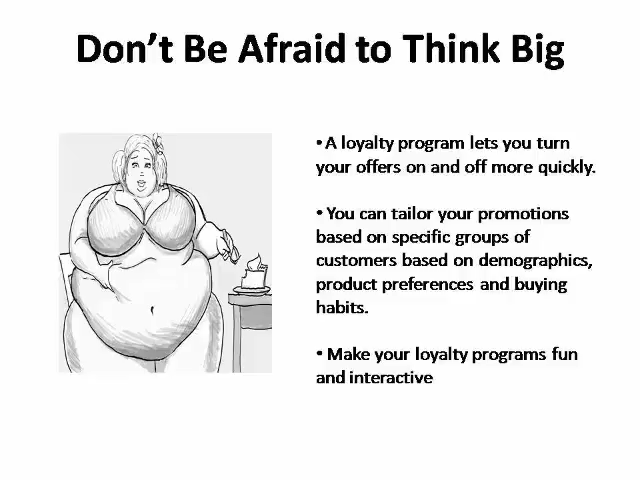 Don't Be Afraid to Think Big
• A loyalty program lets you turn
your offers on and off more quickly.
• You can tailor your promotions
based on specific groups of
customers based on demographics,
product preferences and buying
habits.
• Make your loyalty programs fun
and interactive